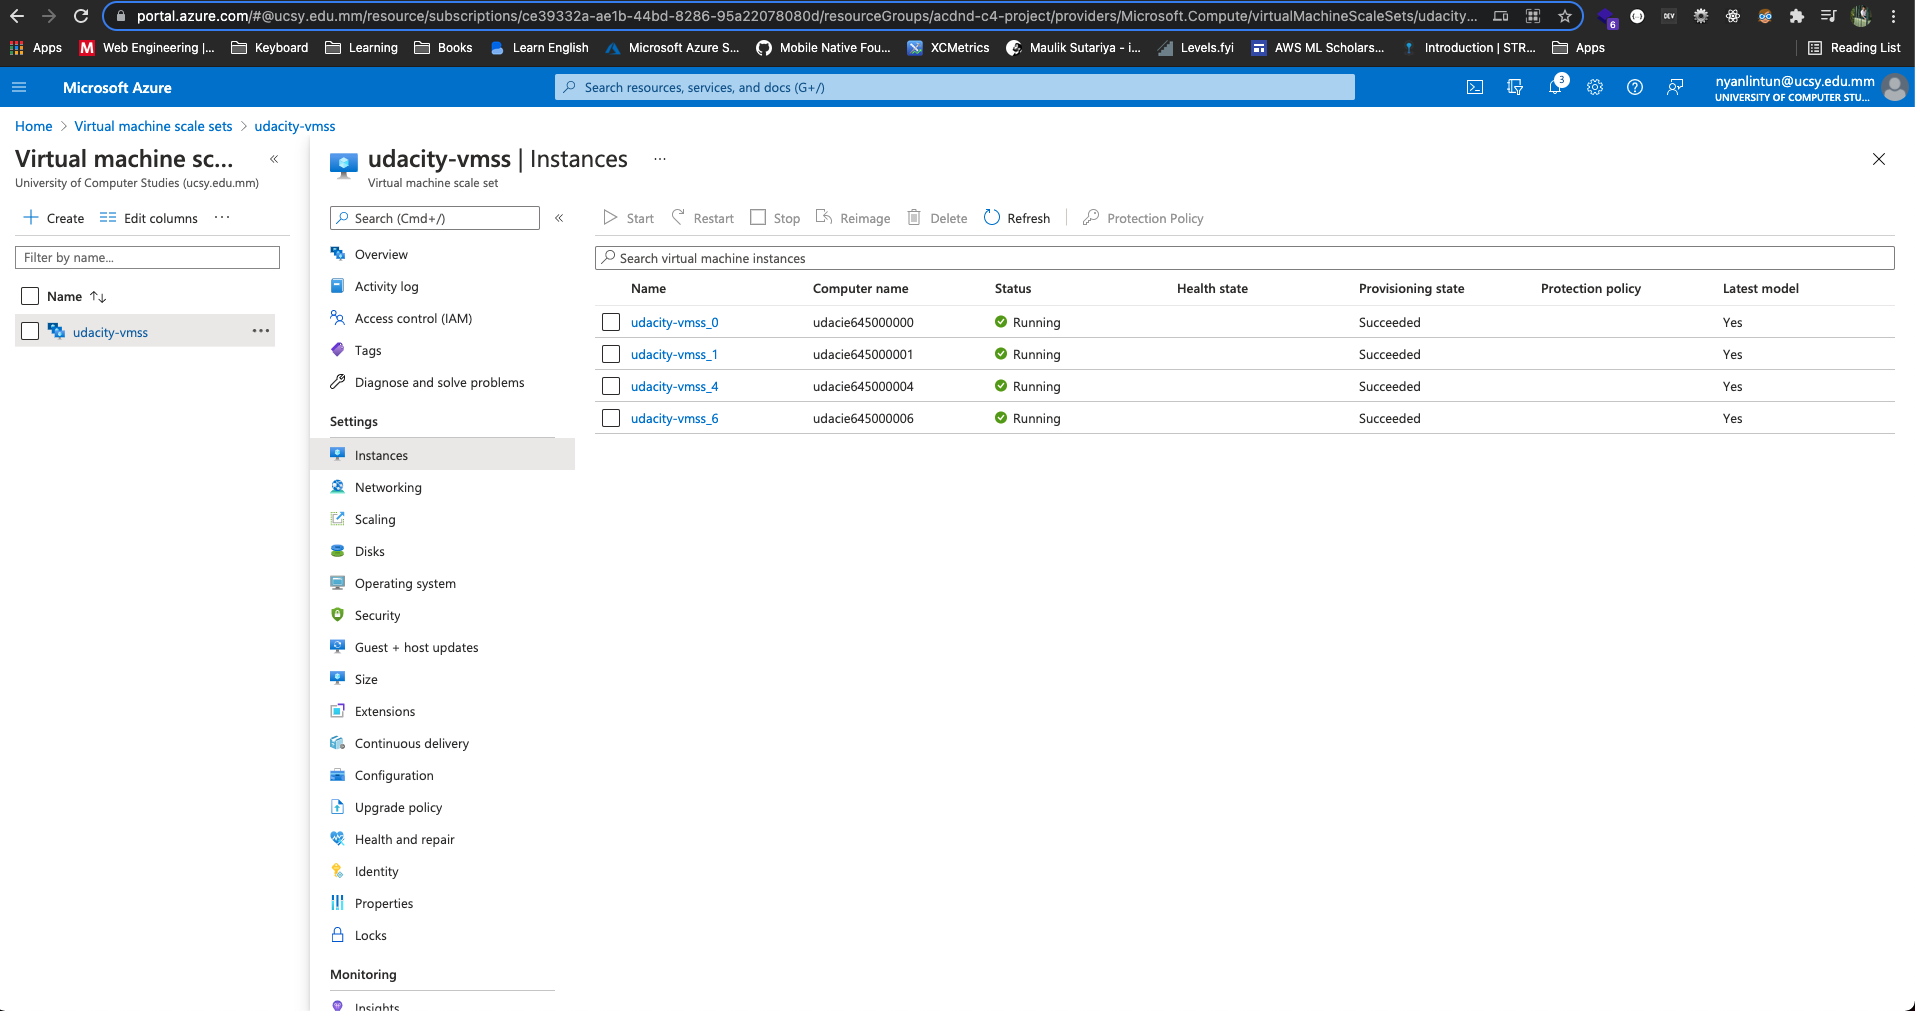 portal.azure.com/#@ucsy.edu.mm/resource/subscriptions/ce39332a-ae1b-44bd-8286-95a22078080d/resourceGroups/acdnd-c4-project/providers/Microsoft.Compute/virtualMachineScaleSets/udacity...
6
DEV
Apps
Web Engineering |...
Keyboard
Learning
Books
Learn English
Microsoft Azure S...
Mobile Native Fou...
XCMetrics
Maulik Sutariya - i...
Levels.fyi
AWS ML Scholars...
Introduction | STR...
Apps
Reading List
Microsoft Azure
Search resources, services, and docs (G+/)
3
nyanlintun@ucsy.edu.mm
UNIVERSITY OF COMPUTER STU...
Home > Virtual machine scale sets > udacity-vmss
Virtual machine sc...
University of Computer Studies (ucsy.edu.mm)
Create
Edit columns
Filter by name...
Name
udacity-vmss
udacity-vmss | Instances
Virtual machine scale set
Search (Cmd+/)
Overview
Activity log
Access control (IAM)
Tags
Diagnose and solve problems
Settings
Instances
Networking
Scaling
Disks
Operating system
Security
Guest + host updates
Size
Extensions
Continuous delivery
Configuration
Upgrade policy
Health and repair
Identity
Properties
Locks
Monitoring
Insights
Start
Restart
Stop
Reimage
Delete
Refresh
Protection Policy
Search virtual machine instances
Name Computer name Status Health state Provisioning state Protection policy Latest model
udacity-vmss_0 udacie645000000 Running Succeeded Yes
udacity-vmss_1 udacie645000001 Running Succeeded Yes
udacity-vmss_4 udacie645000004 Running Succeeded Yes
udacity-vmss_6 udacie645000006 Running Succeeded Yes